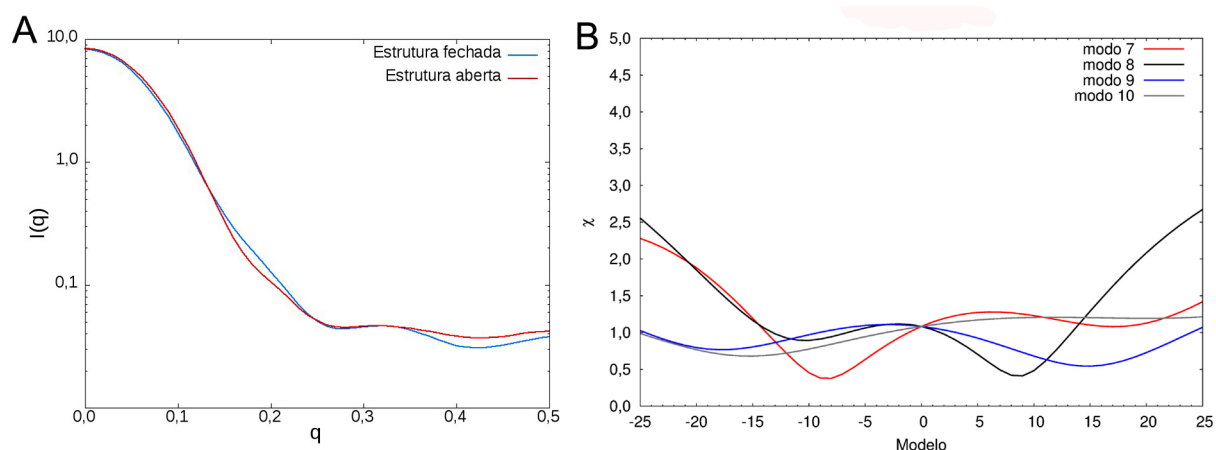 A
10,0
1,0
0,1
I(q)
Estrutura fechada
Estrutura aberta
0,0 0,1 0,2 0,3 0,4 0,5
q
B
5,0
4,5
4,0
3,5
3,0
2,5
2,0
1,5
1,0
0,5
0,0
χ
modo 7
modo 8
modo 9
modo 10
-25 -20 -15 -10 -5 0 5 10 15 20 25
Modelo